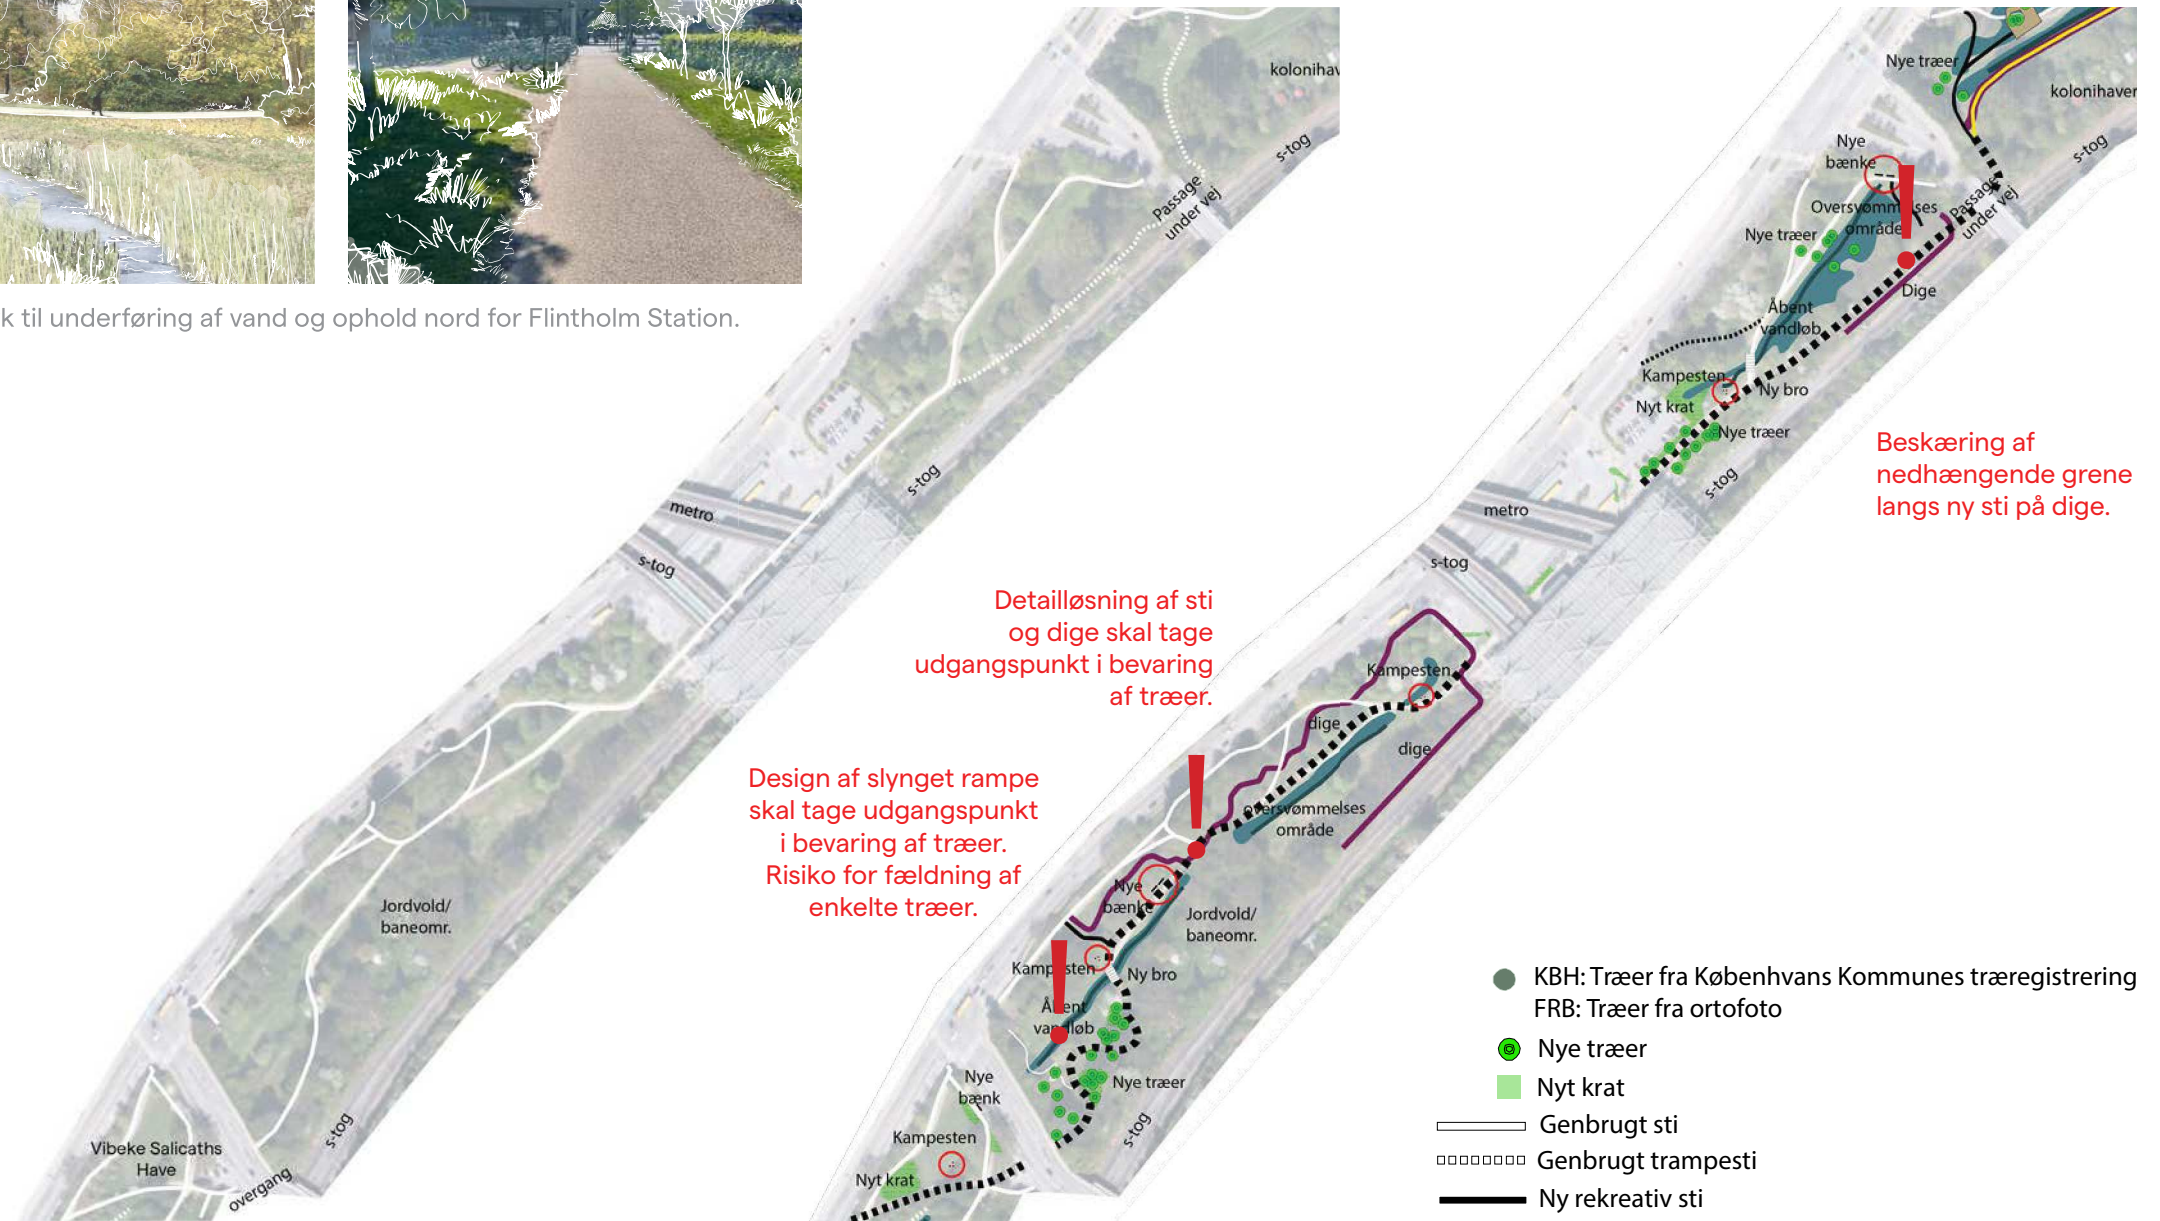 k til underføring af vand og ophold nord for Flintholm Station.
kolonihav
s-tog
Passage
under vej
s-tog
metro
s-tog
Jordvold/
baneomr.
Vibeke Salicaths
Have
overgang
s-tog
Nye træer
kolonihaver
s-tog
Nye
bænke
Passage
under vej
Oversvømmelses
område
Nye træer
Dige
Åbent
vandløb
Kampesten
Ny bro
Nyt krat
Nye træer
s-tog
Beskæring af
nedhængende grene
langs ny sti på dige.
metro
s-tog
Detailløsning af sti
og dige skal tage
udgangspunkt i bevaring
af træer.
Kampesten
dige
dige
oversvømmelses
område
Design af slynget rampe
skal tage udgangspunkt
i bevaring af træer.
Risiko for fældning af
enkelte træer.
Nye
bænke
Jordvold/
baneomr.
Kampesten
Ny bro
Åbent
vandløb
Nye træer
Nye
bænk
s-tog
Kampesten
Nyt krat
KBH: Træer fra Københvans Kommunes træregistrering
FRB: Træer fra ortofoto
Nye træer
Nyt krat
Genbrugt sti
Genbrugt trampesti
Ny rekreativ sti